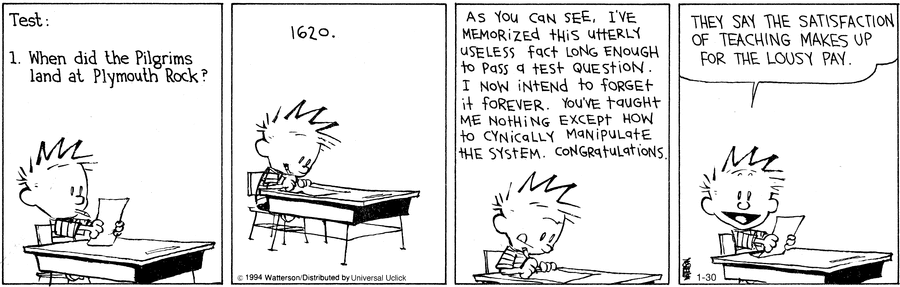 Test:
1. When did the Pilgrims
land at Plymouth Rock?
1620.
© 1994 Watterson/Distributed by Universal Uclick
AS YOU CAN SEE, I'VE
MEMORIZED THIS UTTERLY
USELESS FACT LONG ENOUGH
TO PASS A TEST QUESTION.
I NOW INTEND TO FORGET
IT FOREVER. YOU'VE TAUGHT
ME NOTHING EXCEPT HOW
TO CYNICALLY MANIPULATE
THE SYSTEM. CONGRATULATIONS.
THEY SAY THE SATISFACTION
OF TEACHING MAKES UP
FOR THE LOUSY PAY.
1-30